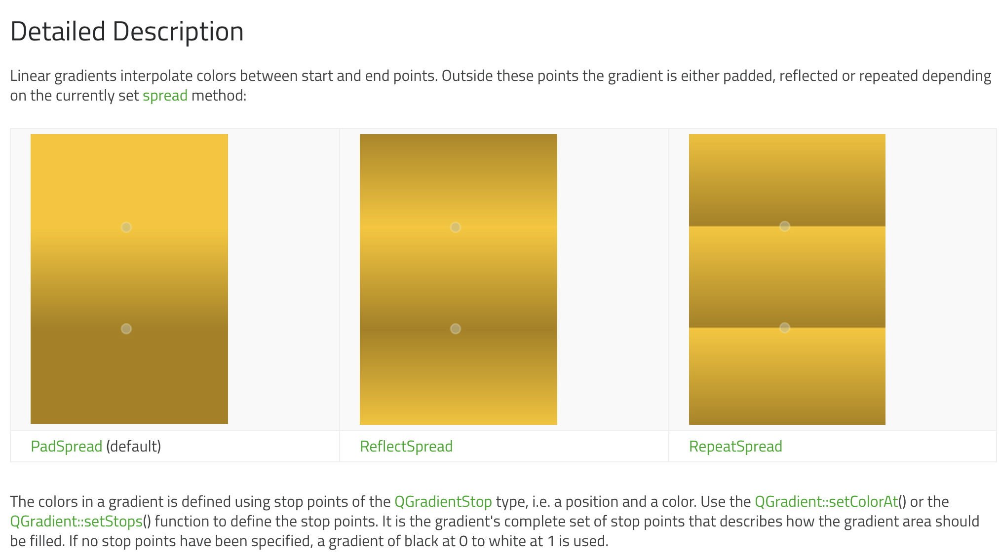 Detailed Description
Linear gradients interpolate colors between start and end points. Outside these points the gradient is either padded, reflected or repeated depending
on the currently set spread method:
PadSpread (default)
ReflectSpread
RepeatSpread
The colors in a gradient is defined using stop points of the QGradientStop type, i.e. a position and a color. Use the QGradient::setColorAt() or the
QGradient::setStops() function to define the stop points. It is the gradient's complete set of stop points that describes how the gradient area should
be filled. If no stop points have been specified, a gradient of black at 0 to white at 1 is used.